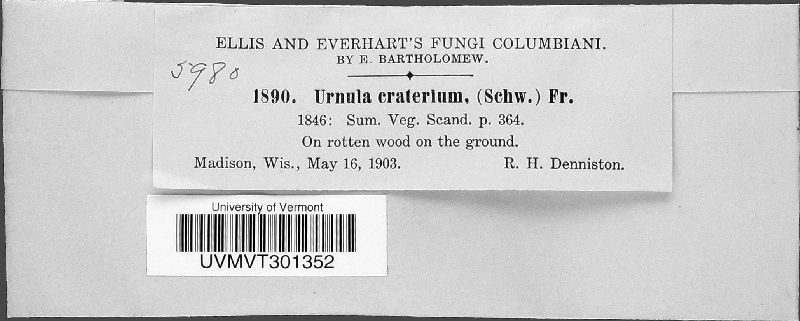 ELLIS AND EVERHART'S FUNGI COLUMBIANI.
BY E. BARTHOLOMEW.
5980
1890. Urnula craterium, (Schw.) Fr.
1846: Sum. Veg. Scand. p. 364.
On rotten wood on the ground.
Madison, Wis., May 16, 1903. R. H. Denniston.
University of Vermont
UVMVT301352